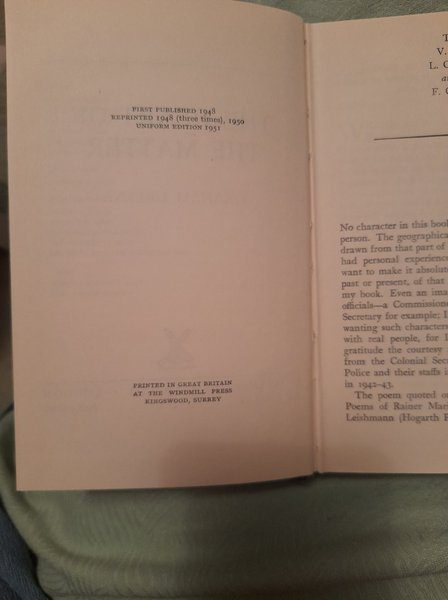 FIRST PUBLISHED 1948
REPRINTED 1948 (three times), 1950
UNIFORM EDITION 1951
PRINTED IN GREAT BRITAIN
AT THE WINDMILL PRESS
KINGSWOOD, SURREY
T
V.
L. G
a
F. G
No character in this boo
person. The geographica
drawn from that part of
had personal experience
want to make it absolute
past or present, of that
my book. Even an ima
officials—a Commissione
Secretary for example; I
wanting such characters
with real people, for I
gratitude the courtesy
from the Colonial Sec
Police and their staffs i
in 1942-43.
The poem quoted o
Poems of Rainer Mari
Leishmann (Hogarth P